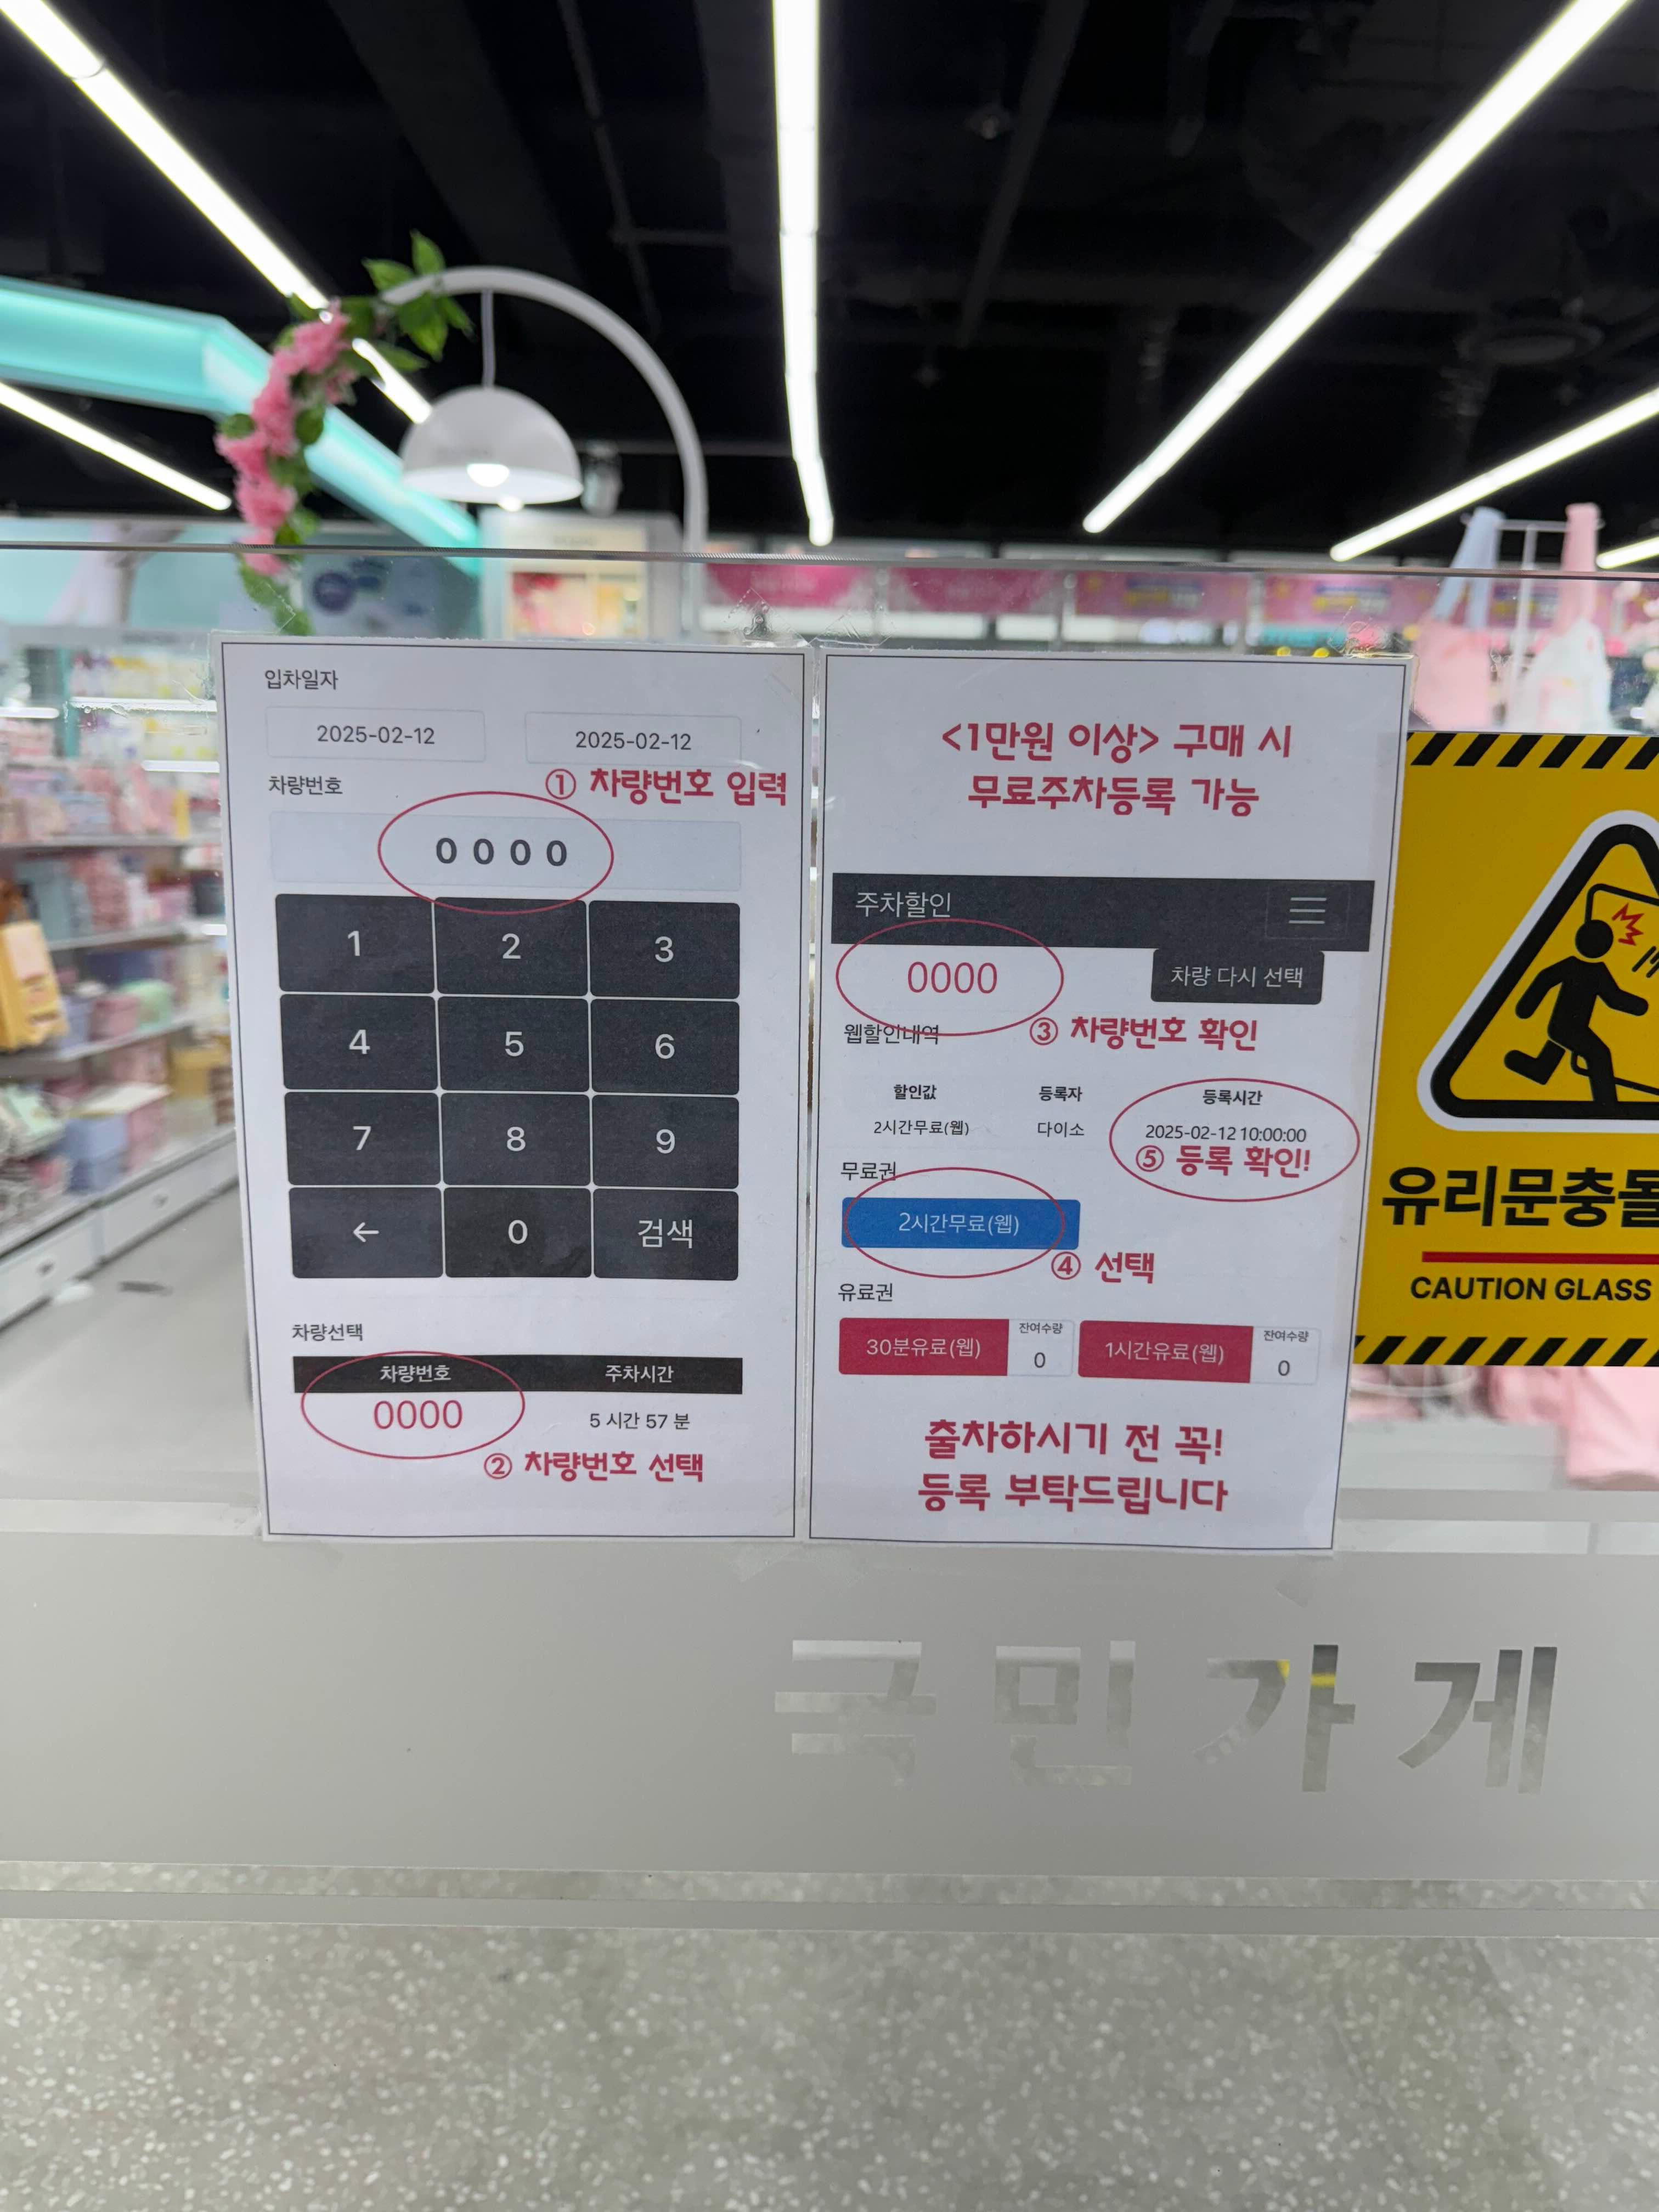 입차일자
2025-02-12 2025-02-12
차량번호
① 차량번호 입력
0 0 0 0
1 2 3
4 5 6
7 8 9
← 0 검색
차량선택
차량번호 주차시간
0000 5 시간 57 분
② 차량번호 선택
<1만원 이상> 구매 시
무료주차등록 가능
주차할인
0000 차량 다시 선택
③ 차량번호 확인
웹할인내역
할인값 등록자 등록시간
2시간무료(웹) 다이소 2025-02-12 10:00:00
⑤ 등록 확인!
무료권
2시간무료(웹)
④ 선택
유료권
30분유료(웹) 잔여수량 0 1시간유료(웹) 잔여수량 0
출차하시기 전 꼭!
등록 부탁드립니다
유리문충돌
CAUTION GLASS
국민가게